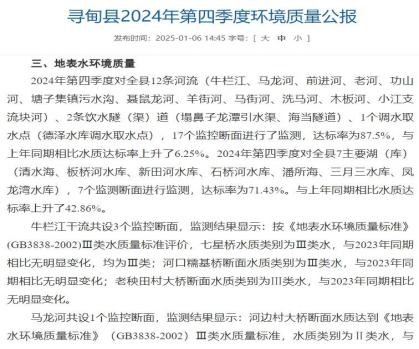 寻甸县2024年第四季度环境质量公报
发布时间：2025-01-06 14:45 字号：[ 大 中 小 ]
三、地表水环境质量
2024年第四季度对全县12条河流（牛栏江、马龙河、前进河、老河、功山
河、塘子集镇污水沟、聂鼠龙河、羊街河、马街河、洗马河、木板河、小江支
流块河）、2条饮水隧（渠）道（塌鼻子龙潭引水渠、海当隧道）、1个调水取
水点（德泽水库调水取水点），17个监控断面进行了监测，达标率为87.5%，与
上年同期相比水质达标率上升了6.25%。2024年第四季度对全县7主要湖（库）
（清水海、板桥河水库、新田河水库、石桥河水库、潘所海、三月三水库、凤
龙湾水库），7个监测断面进行监测，达标率为71.43%。与上年同期相比水质达
标率上升了42.86%。
牛栏江干流共设3个监控断面，监测结果显示：按《地表水环境质量标准》
(GB3838-2002)Ⅲ类水质量标准评价，七星桥水质类别为Ⅲ类水，与2023年同期
相比无明显变化，均为Ⅲ类；河口糯基桥水质类别为Ⅲ类水，与2023年同期相
比无明显变化；老秧田大桥断面水质类别为Ⅲ类水，与2023年同期相比无明显
变化。
马龙河共设1个监控断面，监测结果显示：河边村大桥断面水质达到《地表
水环境质量标准》（GB3838-2002）Ⅲ类水质量标准，水质类别为Ⅱ类水，与